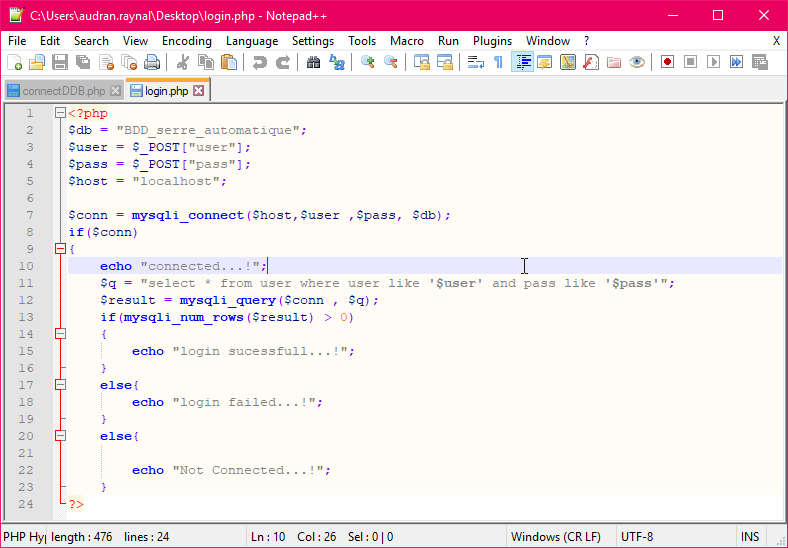 C:\Users\audran.raynal\Desktop\login.php - Notepad++
File Edit Search View Encoding Language Settings Tools Macro Run Plugins Window ? X
connectDDB.php login.php
1 <?php
2 $db = "BDD_serre_automatique";
3 $user = $_POST["user"];
4 $pass = $_POST["pass"];
5 $host = "localhost";
6
7 $conn = mysqli_connect($host,$user ,$pass, $db);
8 if($conn)
9 {
10 echo "connected...!";
11 $q = "select * from user where user like '$user' and pass like '$pass'";
12 $result = mysqli_query($conn , $q);
13 if(mysqli_num_rows($result) > 0)
14 {
15 echo "login sucessfull...!";
16 }
17 else{
18 echo "login failed...!";
19 }
20 else{
21
22 echo "Not Connected...!";
23 }
24 ?>
PHP Hyp length : 476 lines : 24 Ln : 10 Col : 26 Sel : 0 | 0 Windows (CR LF) UTF-8 INS